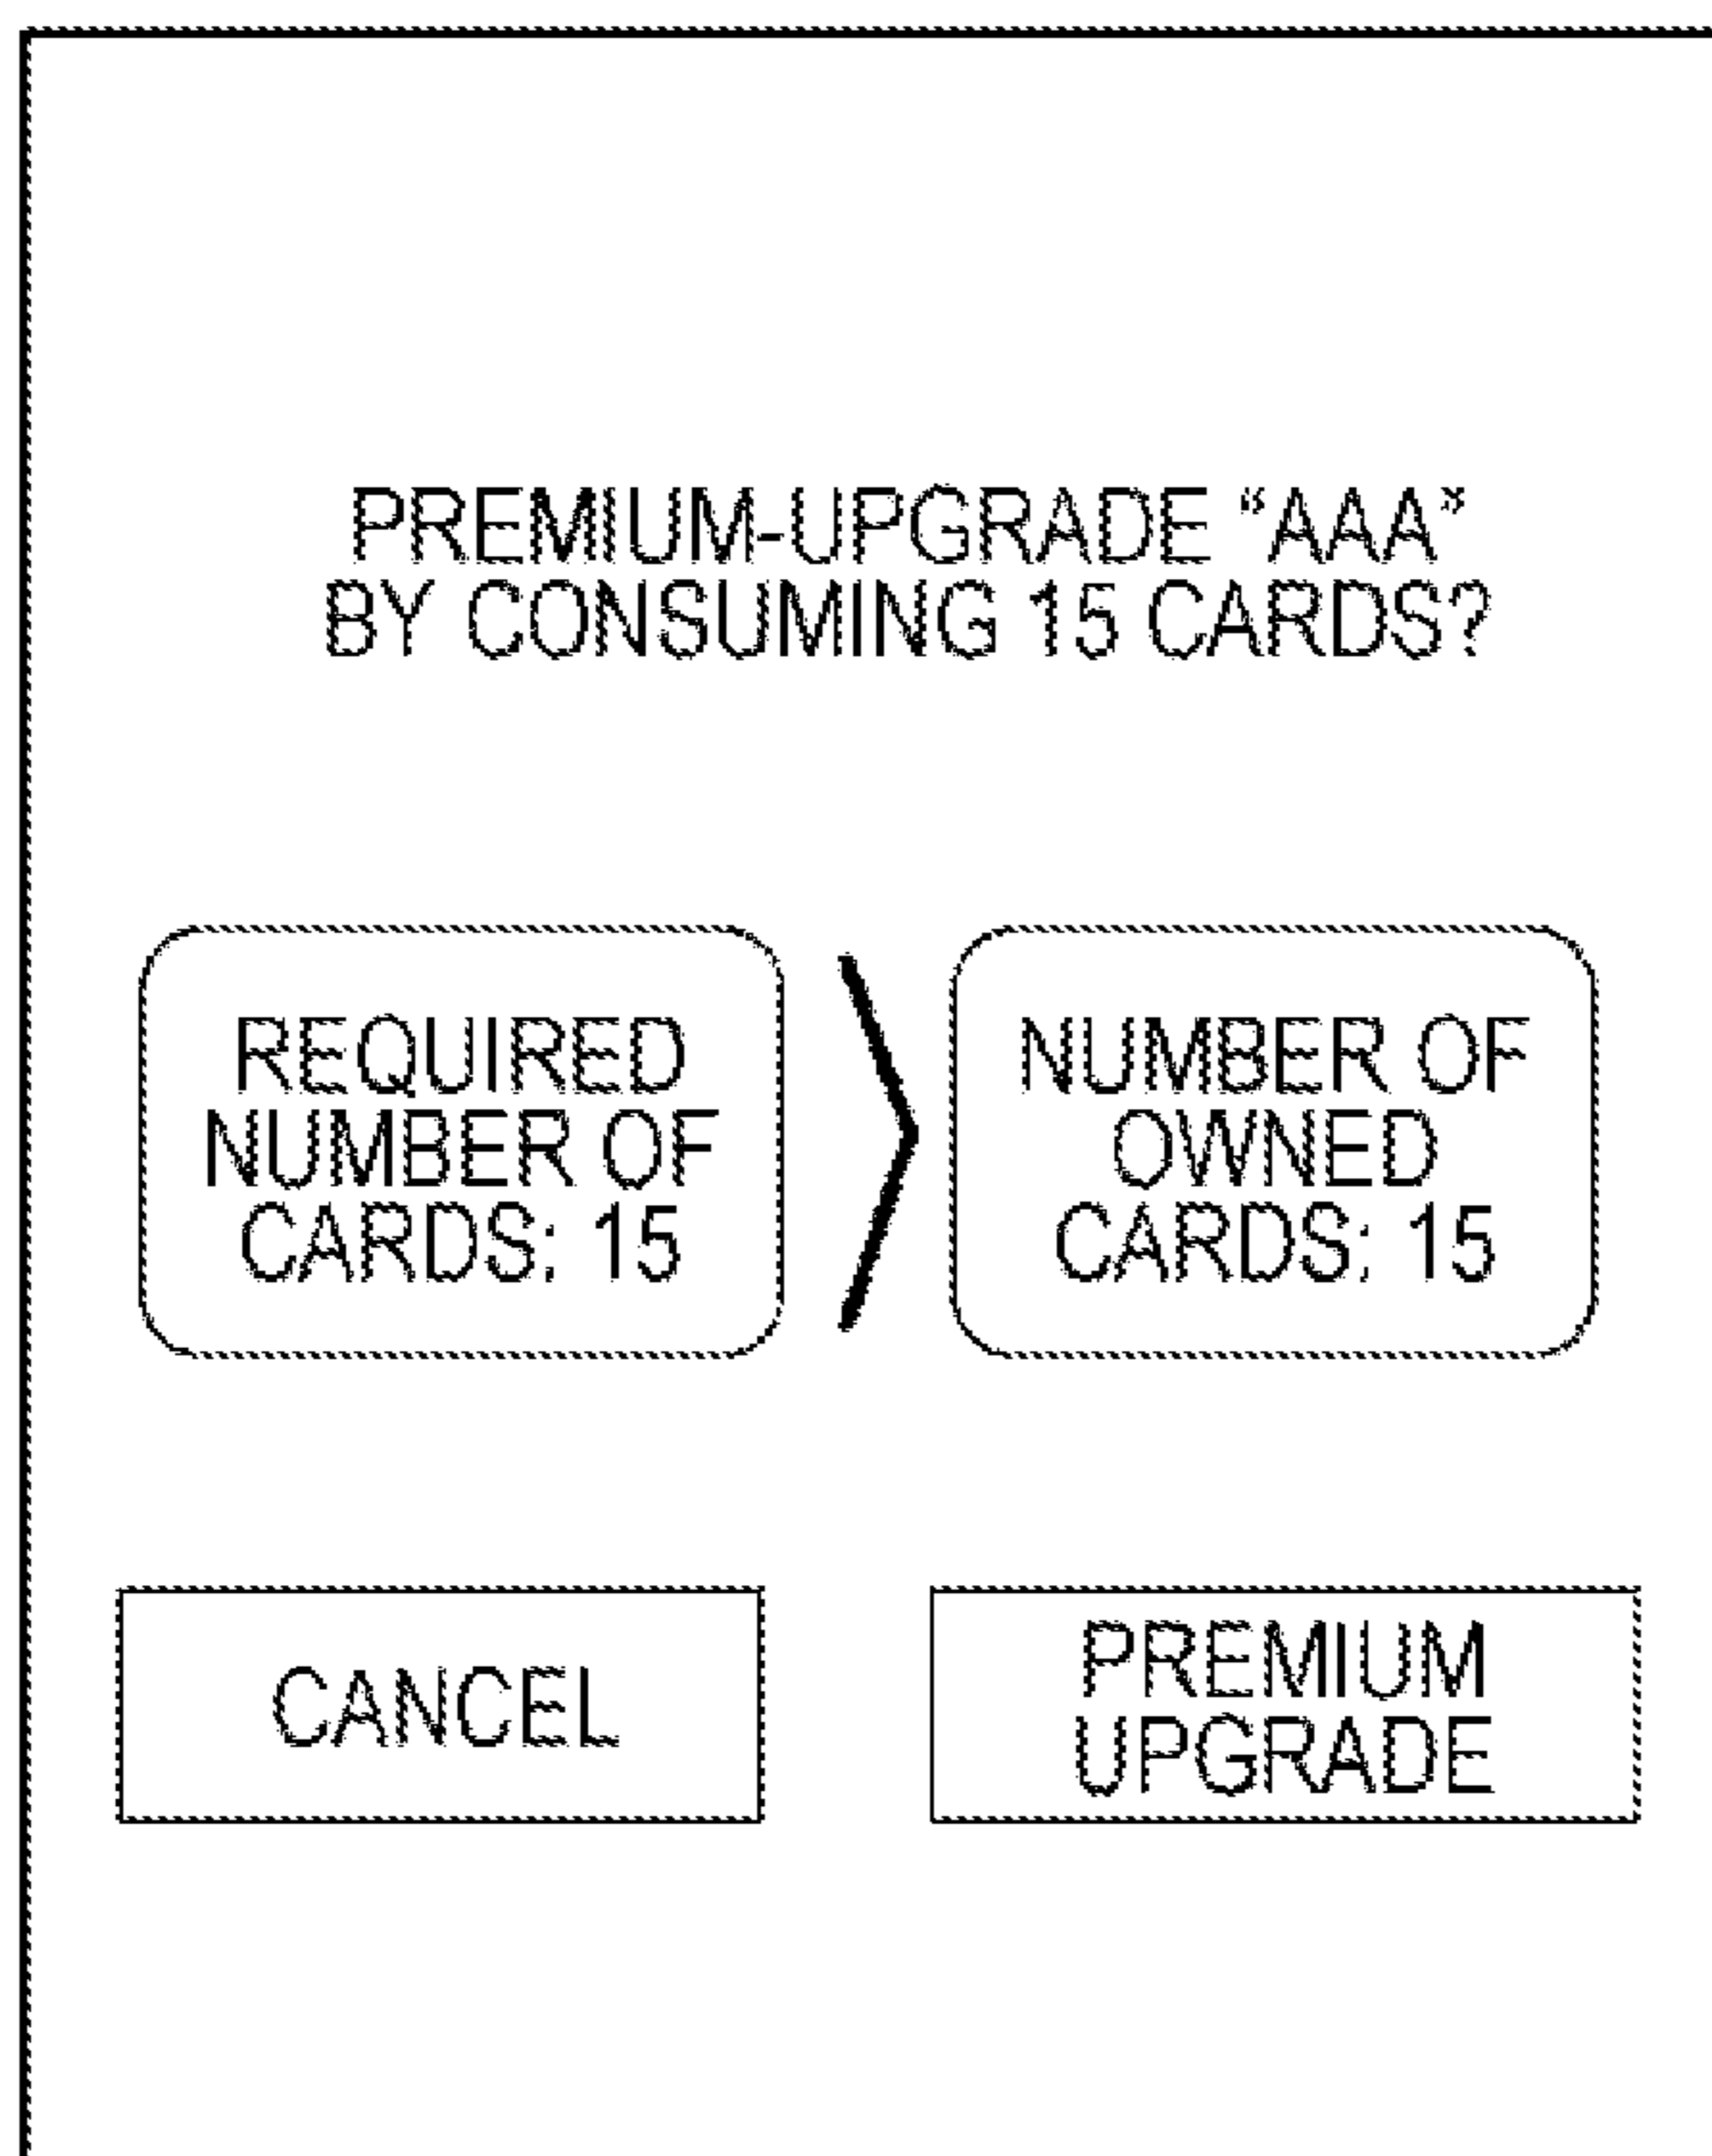 PREMIUM-UPGRADE “AAA”
BY CONSUMING 15 CARDS?
REQUIRED
NUMBER OF
CARDS: 15
NUMBER OF
OWNED
CARDS: 15
CANCEL
PREMIUM
UPGRADE